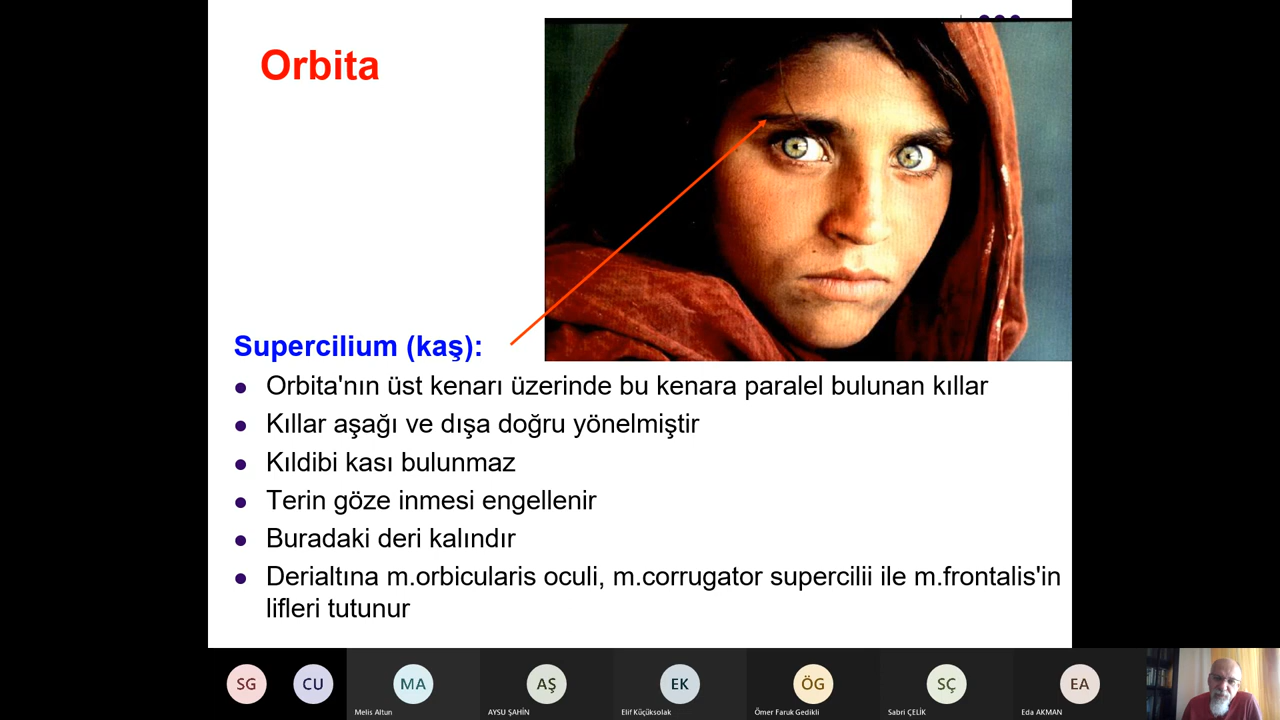 Orbita
Supercilium (kaş):
Orbita'nın üst kenarı üzerinde bu kenara paralel bulunan kıllar
Kıllar aşağı ve dışa doğru yönelmiştir
Kıldibi kası bulunmaz
Terin göze inmesi engellenir
Buradaki deri kalındır
Derialtına m.orbicularis oculi, m.corrugator supercilii ile m.frontalis'in
lifleri tutunur
SG
CU
MA
AŞ
EK
ÖG
SÇ
EA
Melis Altun
AYSU ŞAHİN
Elif Küçüksolak
Ömer Faruk Gedikli
Sabri ÇELİK
Eda AKMAN